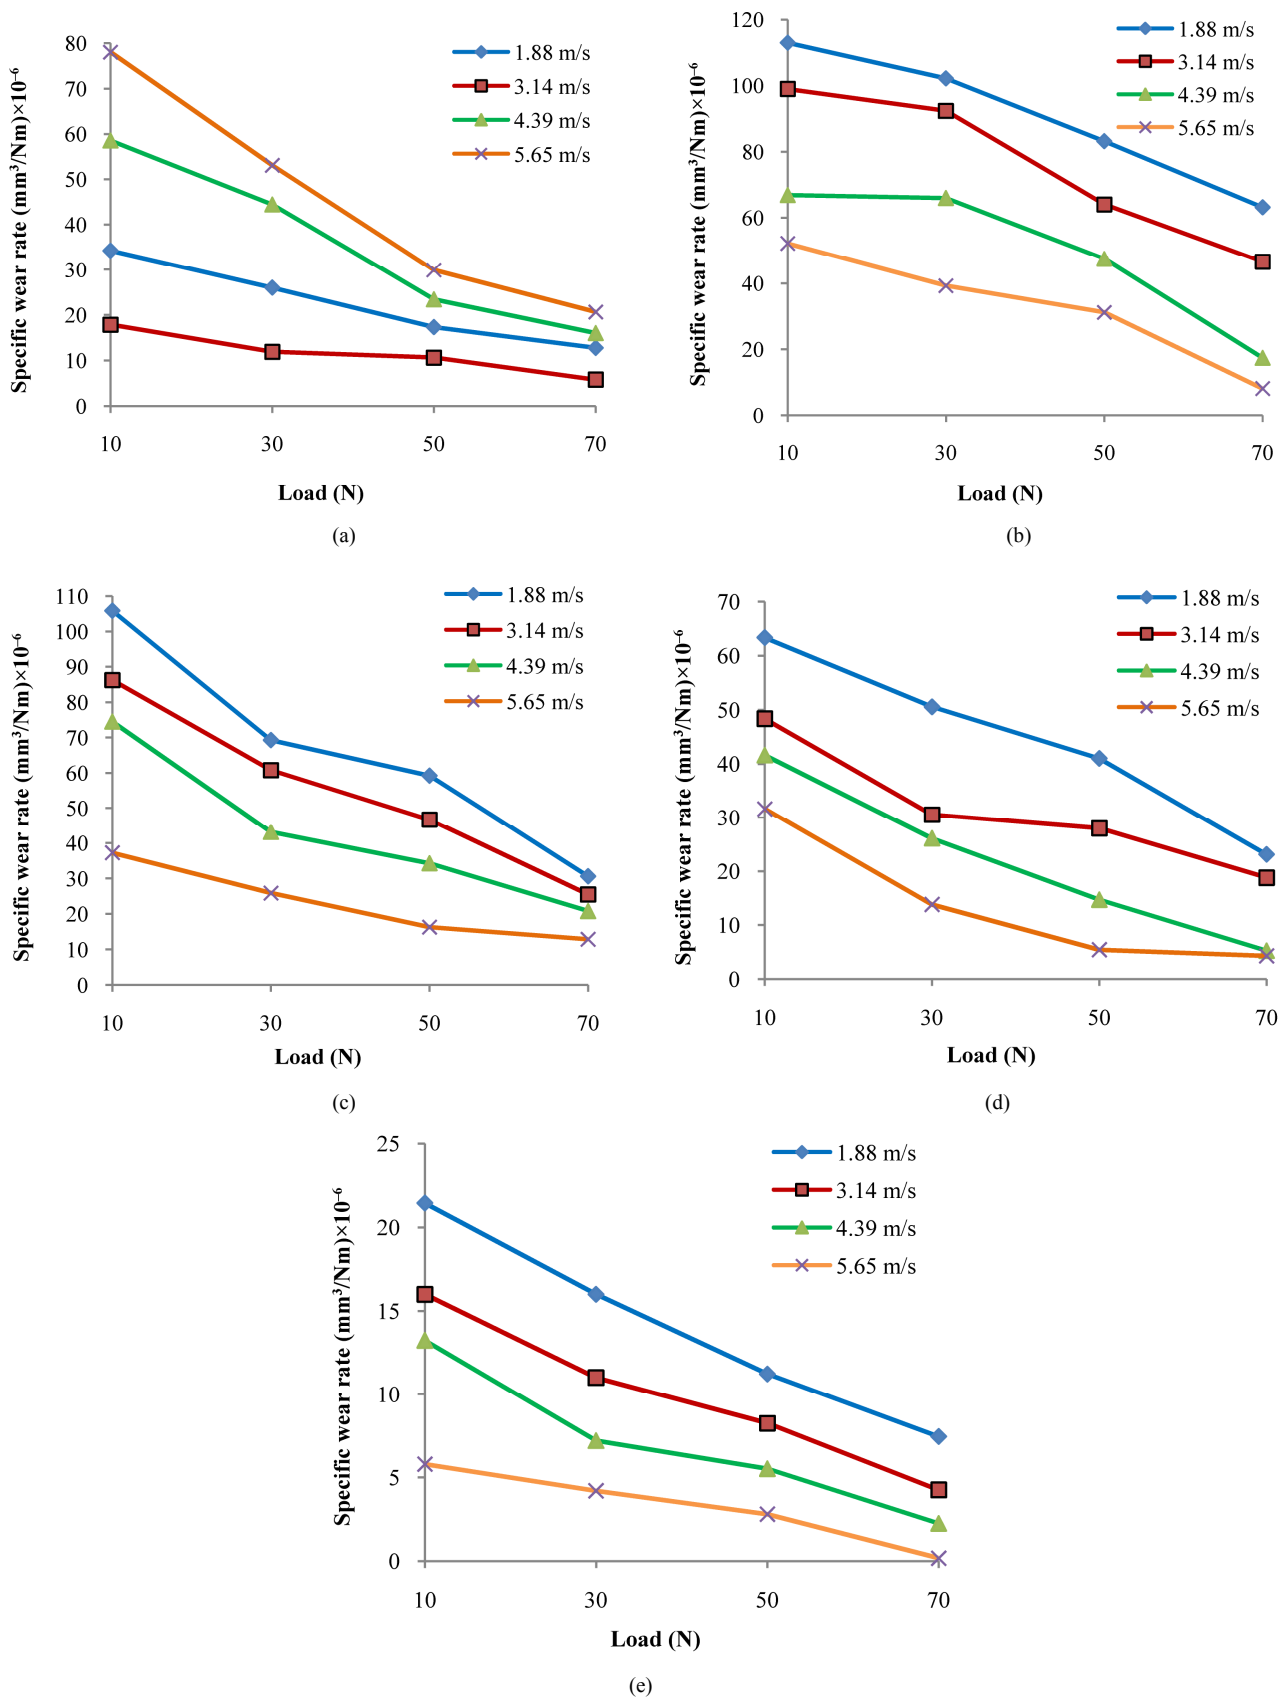 Specific wear rate (mm³/Nm)×10⁻⁶
80
70
60
50
40
30
20
10
0
10 30 50 70
Load (N)
1.88 m/s
3.14 m/s
4.39 m/s
5.65 m/s
(a)
Specific wear rate (mm³/Nm)×10⁻⁶
120
100
80
60
40
20
0
10 30 50 70
Load (N)
1.88 m/s
3.14 m/s
4.39 m/s
5.65 m/s
(b)
Specific wear rate (mm³/Nm)×10⁻⁶
110
100
90
80
70
60
50
40
30
20
10
0
10 30 50 70
Load (N)
1.88 m/s
3.14 m/s
4.39 m/s
5.65 m/s
(c)
Specific wear rate (mm³/Nm)×10⁻⁶
70
60
50
40
30
20
10
0
10 30 50 70
Load (N)
1.88 m/s
3.14 m/s
4.39 m/s
5.65 m/s
(d)
Specific wear rate (mm³/Nm)×10⁻⁶
25
20
15
10
5
0
10 30 50 70
Load (N)
1.88 m/s
3.14 m/s
4.39 m/s
5.65 m/s
(e)